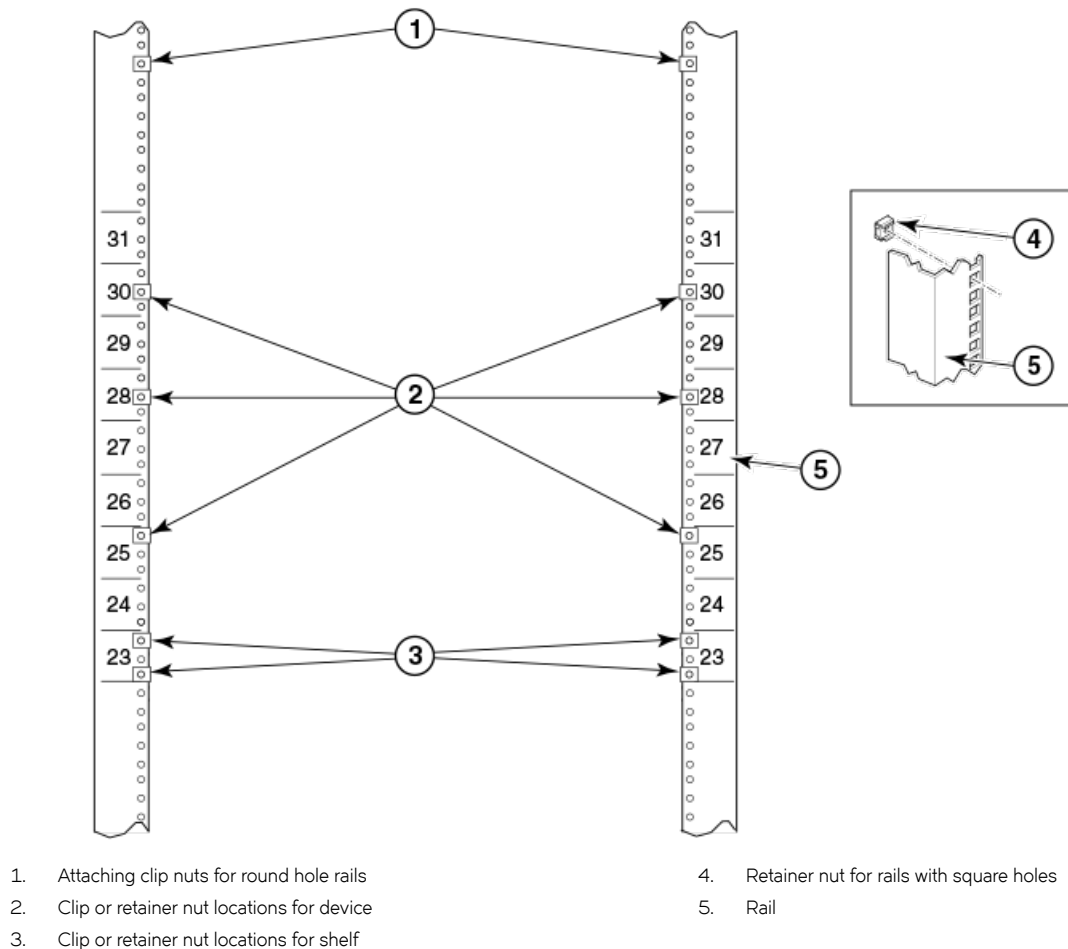 1
31 31
4
30 30
29 29
5
28 2 28
27 27
5
26 26
25 25
24 24
23 3 23
1. Attaching clip nuts for round hole rails
2. Clip or retainer nut locations for device
3. Clip or retainer nut locations for shelf
4. Retainer nut for rails with square holes
5. Rail